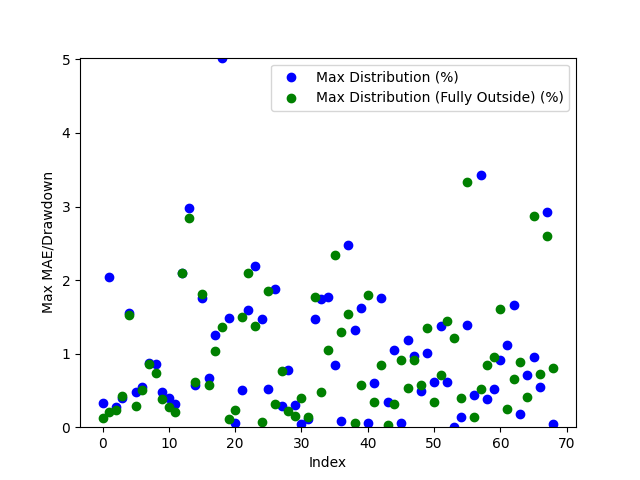 5
Max Distribution (%)
Max Distribution (Fully Outside) (%)
4
3
2
1
0
Max MAE/Drawdown
0 10 20 30 40 50 60 70
Index